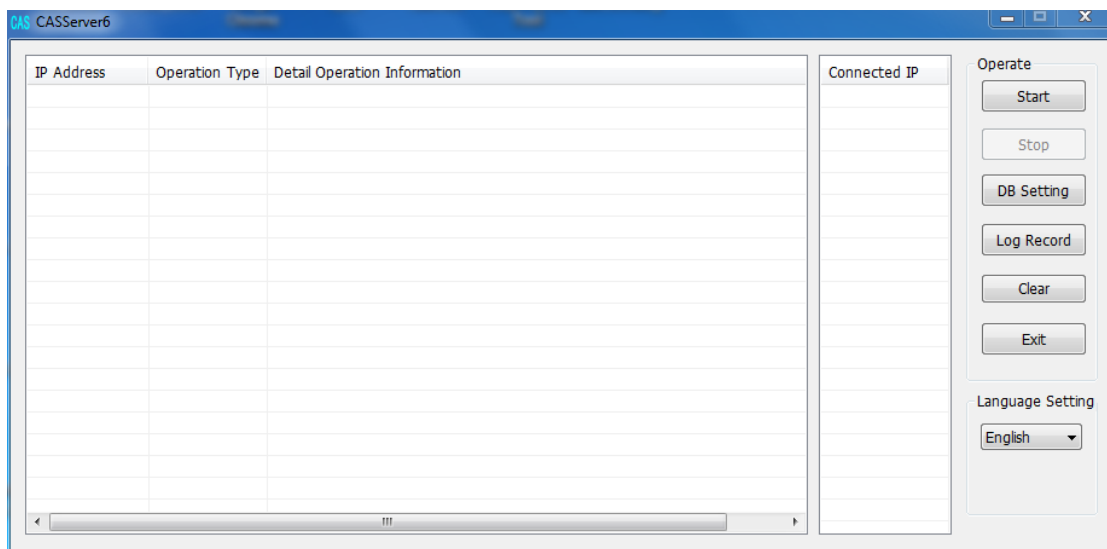 CAS CASServer6
IP Address Operation Type Detail Operation Information
Connected IP
Operate
Start
Stop
DB Setting
Log Record
Clear
Exit
Language Setting
English